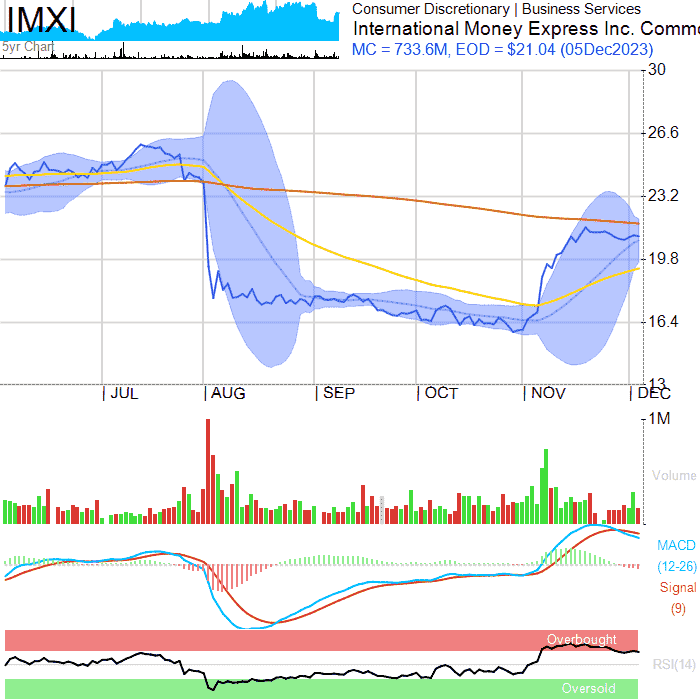 IMXI
5yr Chart
Consumer Discretionary | Business Services
International Money Express Inc. Commo
MC = 733.6M, EOD = $21.04 (05Dec2023)
30
26.6
23.2
19.8
16.4
13
| JUL | AUG | SEP | OCT | NOV | DEC
1M
Volume
MACD
(12-26)
Signal
(9)
Overbought
RSI(14)
Oversold